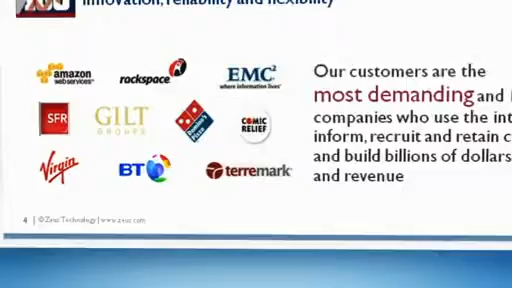 innovation, reliability and flexibility
amazon
webservices™
rackspace
EMC²
where information lives
SFR
GILT
GROUPE
Domino's
Pizza
COMIC
RELIEF
Virgin
BT
terremark
Our customers are the
most demanding and
companies who use the int
inform, recruit and retain c
and build billions of dollars
and revenue
4 | © Zeus Technology | www.zeus.com